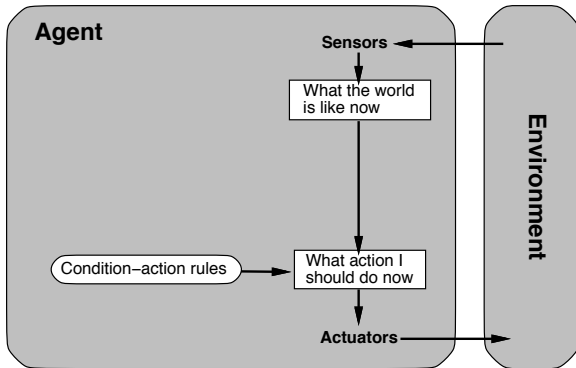 Agent
Sensors
What the world
is like now
Condition−action rules
What action I
should do now
Actuators
Environment